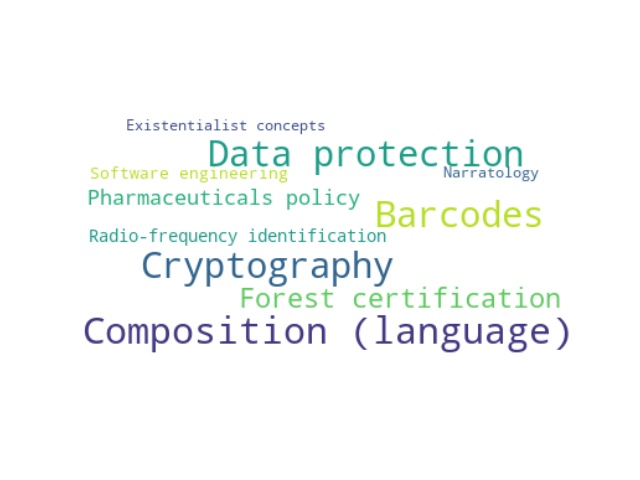 Existentialist concepts
Data protection
Software engineering
Narratology
Pharmaceuticals policy
Barcodes
Radio-frequency identification
Cryptography
Forest certification
Composition (language)